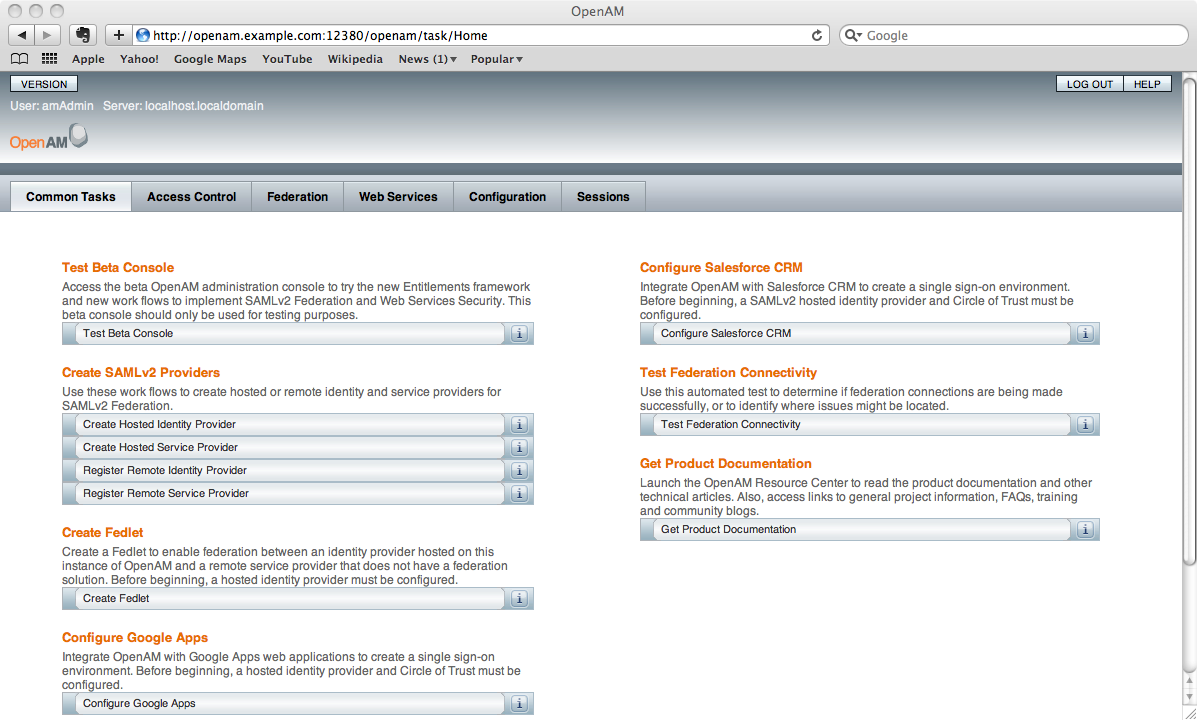 OpenAM
http://openam.example.com:12380/openam/task/Home
Google
Apple Yahoo! Google Maps YouTube Wikipedia News (1)▾ Popular▾
VERSION
LOG OUT HELP
User: amAdmin Server: localhost.localdomain
OpenAM
Common Tasks Access Control Federation Web Services Configuration Sessions
Test Beta Console
Access the beta OpenAM administration console to try the new Entitlements framework
and new work flows to implement SAMLv2 Federation and Web Services Security. This
beta console should only be used for testing purposes.
Test Beta Console i
Create SAMLv2 Providers
Use these work flows to create hosted or remote identity and service providers for
SAMLv2 Federation.
Create Hosted Identity Provider i
Create Hosted Service Provider i
Register Remote Identity Provider i
Register Remote Service Provider i
Create Fedlet
Create a Fedlet to enable federation between an identity provider hosted on this
instance of OpenAM and a remote service provider that does not have a federation
solution. Before beginning, a hosted identity provider must be configured.
Create Fedlet i
Configure Google Apps
Integrate OpenAM with Google Apps web applications to create a single sign-on
environment. Before beginning, a hosted identity provider and Circle of Trust must be
configured.
Configure Google Apps i
Configure Salesforce CRM
Integrate OpenAM with Salesforce CRM to create a single sign-on environment.
Before beginning, a SAMLv2 hosted identity provider and Circle of Trust must be
configured.
Configure Salesforce CRM i
Test Federation Connectivity
Use this automated test to determine if federation connections are being made
successfully, or to identify where issues might be located.
Test Federation Connectivity i
Get Product Documentation
Launch the OpenAM Resource Center to read the product documentation and other
technical articles. Also, access links to general project information, FAQs, training
and community blogs.
Get Product Documentation i